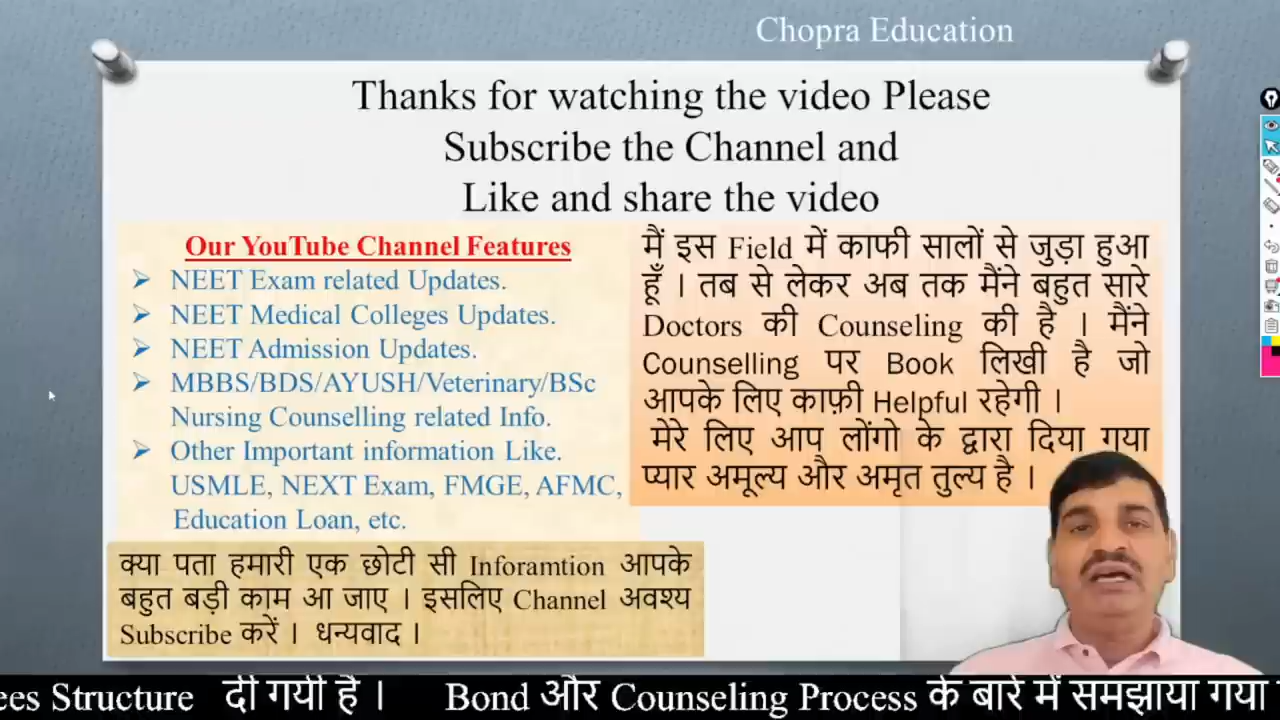 Chopra Education
Thanks for watching the video Please
Subscribe the Channel and
Like and share the video
Our YouTube Channel Features
NEET Exam related Updates.
NEET Medical Colleges Updates.
NEET Admission Updates.
MBBS/BDS/AYUSH/Veterinary/BSc
Nursing Counselling related Info.
Other Important information Like.
USMLE, NEXT Exam, FMGE, AFMC,
Education Loan, etc.
मैं इस Field में काफी सालों से जुड़ा हुआ
हूँ । तब से लेकर अब तक मैंने बहुत सारे
Doctors की Counseling की है । मैंने
Counselling पर Book लिखी है जो
आपके लिए काफ़ी Helpful रहेगी ।
मेरे लिए आप लोंगो के द्वारा दिया गया
प्यार अमूल्य और अमृत तुल्य है ।
क्या पता हमारी एक छोटी सी Inforamtion आपके
बहुत बड़ी काम आ जाए । इसलिए Channel अवश्य
Subscribe करें । धन्यवाद ।
ees Structure दी गयी है । Bond और Counseling Process के बारे में समझाया गया